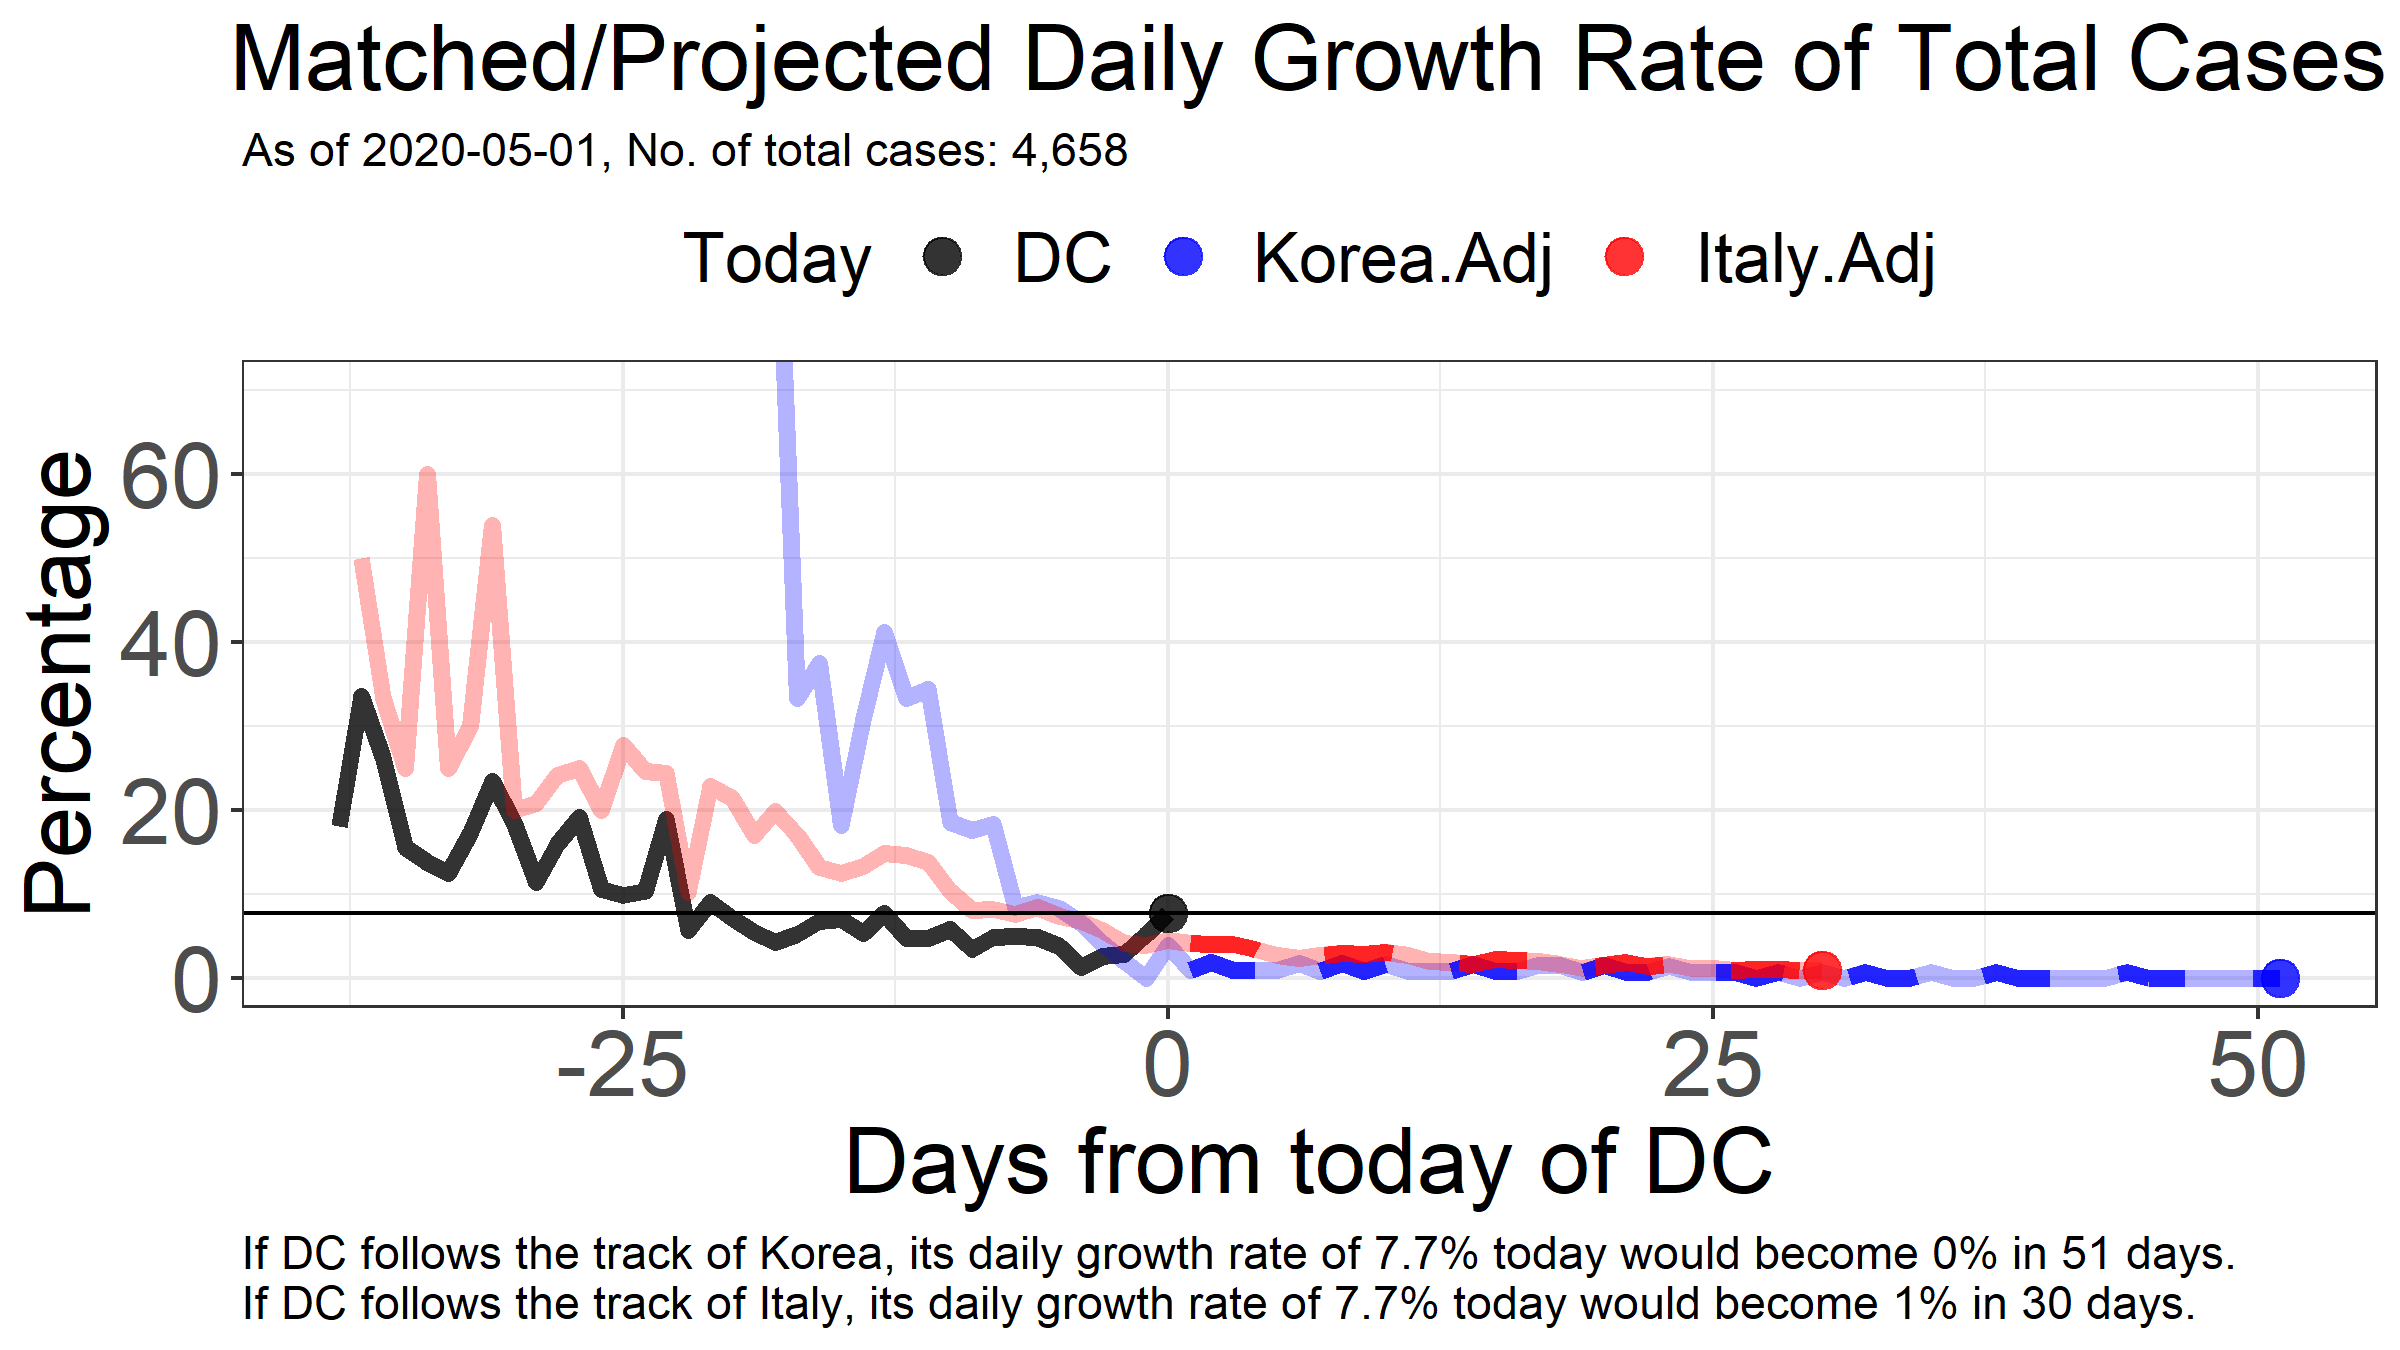 Matched/Projected Daily Growth Rate of Total Cases
As of 2020-05-01, No. of total cases: 4,658
Today DC Korea.Adj Italy.Adj
Percentage
60
40
20
0
-25 0 25 50
Days from today of DC
If DC follows the track of Korea, its daily growth rate of 7.7% today would become 0% in 51 days.
If DC follows the track of Italy, its daily growth rate of 7.7% today would become 1% in 30 days.